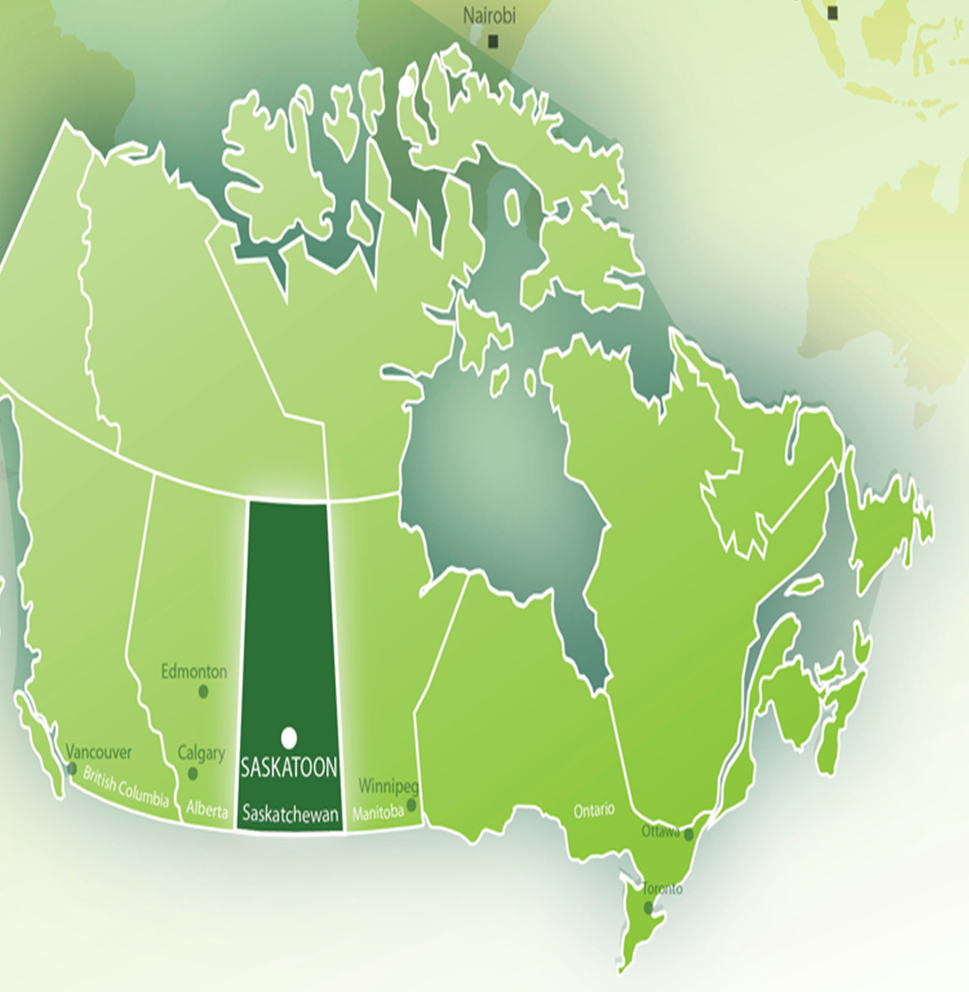 Nairobi
Edmonton
Vancouver
Calgary
SASKATOON
British Columbia
Winnipeg
Alberta
Saskatchewan
Manitoba
Ontario
Ottawa
Toronto